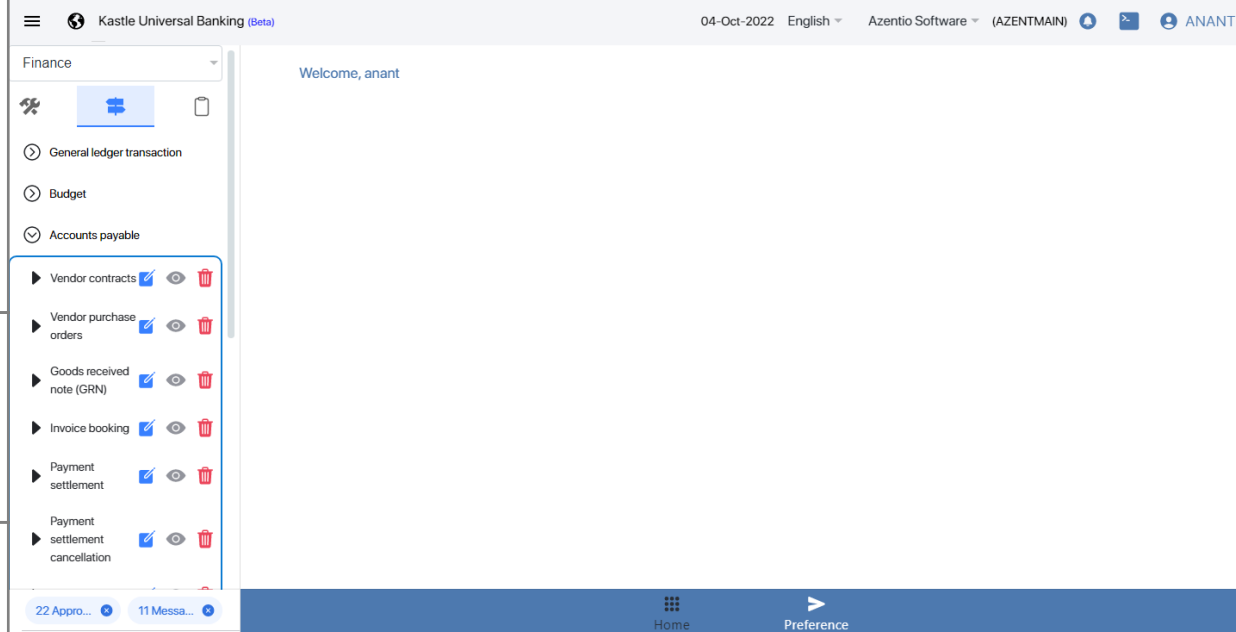 Kastle Universal Banking (Beta)
04-Oct-2022 English Azentio Software (AZENTMAIN) ANANT
Finance
Welcome, anant
General ledger transaction
Budget
Accounts payable
Vendor contracts
Vendor purchase
orders
Goods received
note (GRN)
Invoice booking
Payment
settlement
Payment
settlement
cancellation
22 Appro...
11 Messa...
Home
Preference